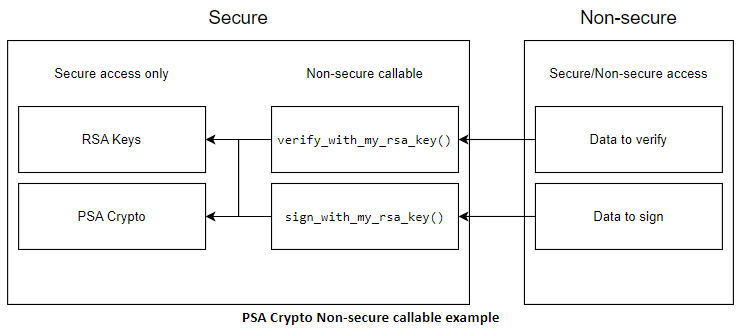 Secure
Non-secure
Secure access only
Non-secure callable
Secure/Non-secure access
RSA Keys
verify_with_my_rsa_key()
Data to verify
PSA Crypto
sign_with_my_rsa_key()
Data to sign
PSA Crypto Non-secure callable example